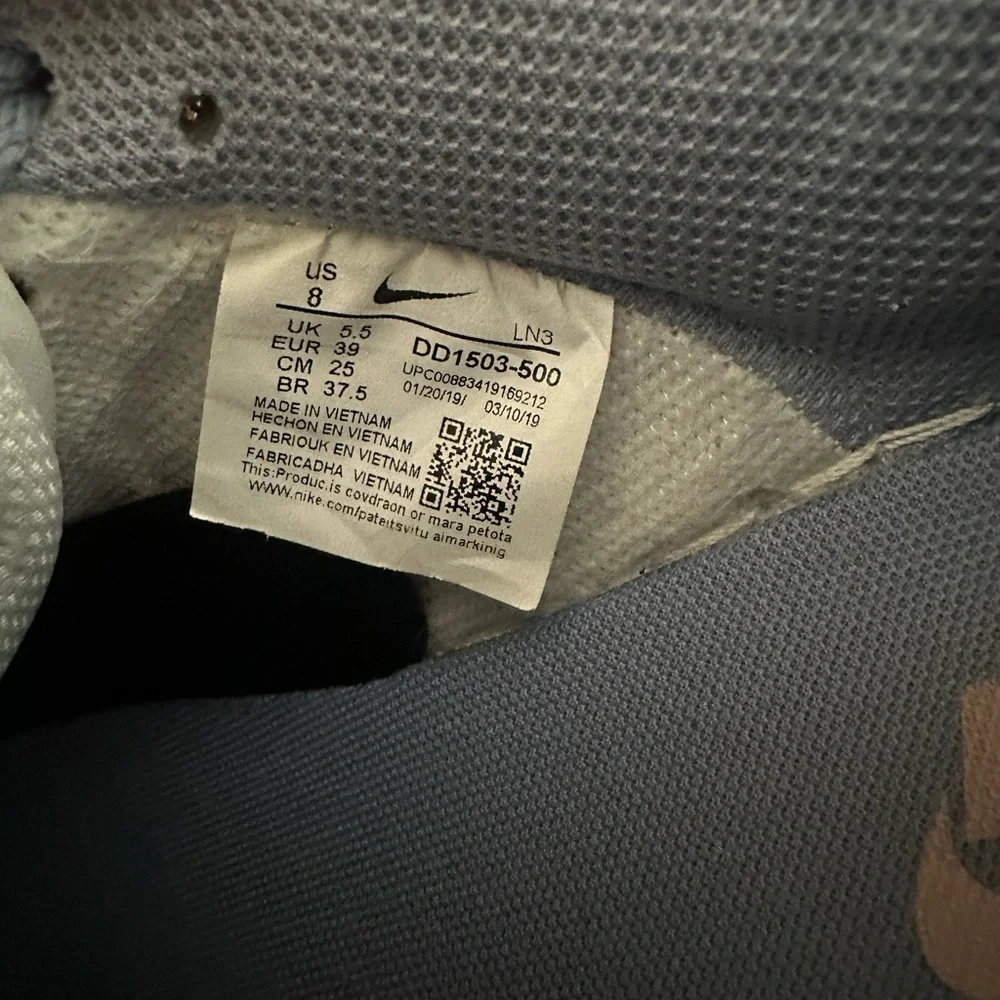 US
8
UK 5.5
EUR 39
CM 25
BR 37.5
LN3
DD1503-500
UPC00883419169212
01/20/19/ 03/10/19
MADE IN VIETNAM
HECHON EN VIETNAM
FABRIOUK EN VIETNAM
FABRICADHA VIETNAM
This:Produc.is covdraon or mara petota
WWW.nike.com/pateitsvitu aimarkinig